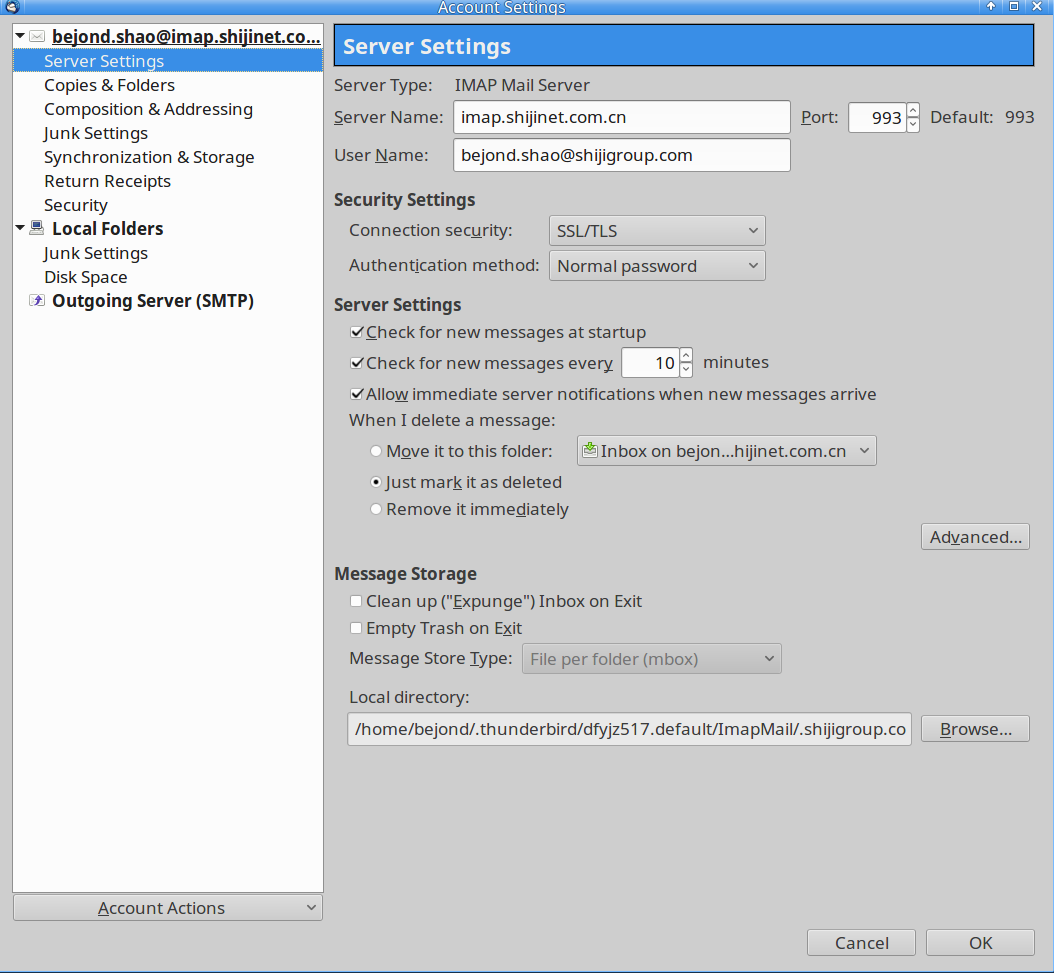 Account Settings
bejond.shao@imap.shijinet.co...
Server Settings
Copies & Folders
Composition & Addressing
Junk Settings
Synchronization & Storage
Return Receipts
Security
Local Folders
Junk Settings
Disk Space
Outgoing Server (SMTP)
Account Actions
Server Settings
Server Type: IMAP Mail Server
Server Name: imap.shijinet.com.cn Port: 993 Default: 993
User Name: bejond.shao@shijigroup.com
Security Settings
Connection security: SSL/TLS
Authentication method: Normal password
Server Settings
Check for new messages at startup
Check for new messages every 10 minutes
Allow immediate server notifications when new messages arrive
When I delete a message:
Move it to this folder: Inbox on bejon...hijinet.com.cn
Just mark it as deleted
Remove it immediately
Advanced...
Message Storage
Clean up ("Expunge") Inbox on Exit
Empty Trash on Exit
Message Store Type: File per folder (mbox)
Local directory:
/home/bejond/.thunderbird/dfyjz517.default/ImapMail/.shijigroup.co Browse...
Cancel OK